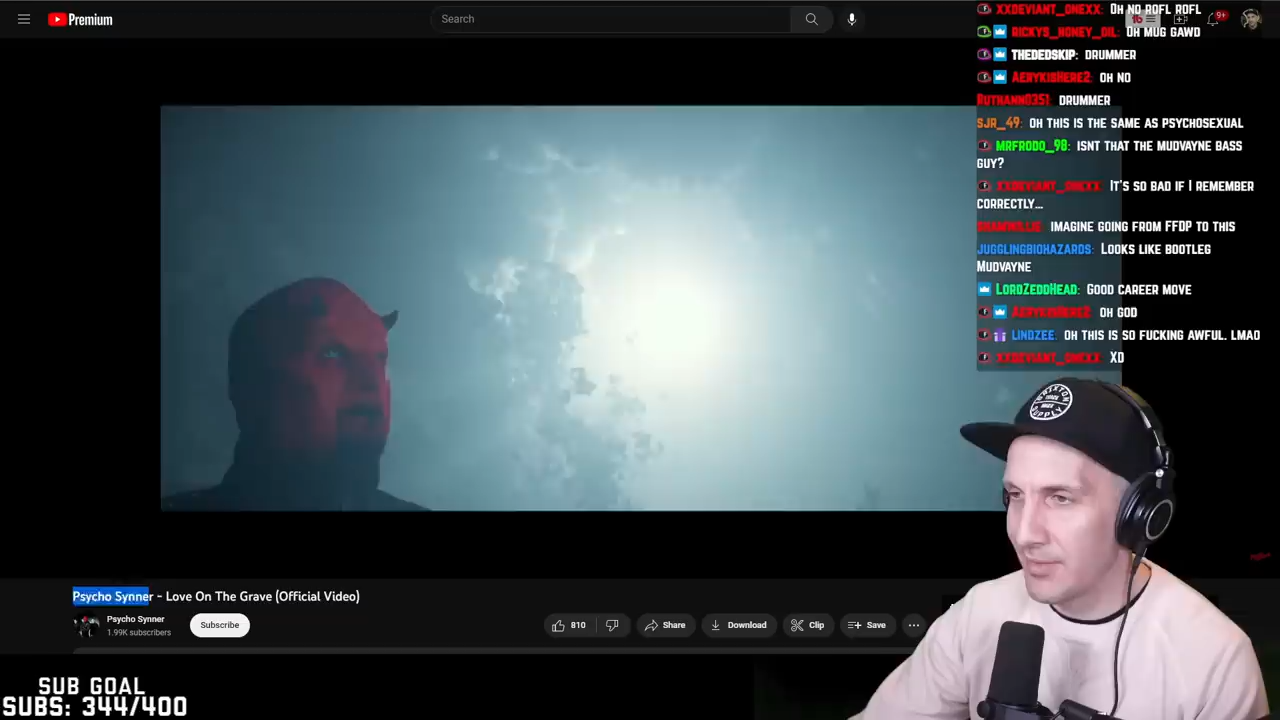 Premium
Search
9+
XXDEVIANT_ONEXX: OH NO ROFL ROFL
RICKYS_HONEY_OIL: OH MUG GAWD
THEDEDSKIP: DRUMMER
AERYKISHERE2: OH NO
RUTHANN0351: DRUMMER
SJR_49: OH THIS IS THE SAME AS PSYCHOSEXUAL
MRFRODO_98: ISNT THAT THE MUDVAYNE BASS
GUY?
XXDEVIANT_ONEXX: IT'S SO BAD IF I REMEMBER
CORRECTLY...
IMAGINE GOING FROM FFDP TO THIS
JUGGLINGBIOHAZARDS: LOOKS LIKE BOOTLEG
MUDVAYNE
LORDZEDDHEAD: GOOD CAREER MOVE
AERYKISHERE2: OH GOD
LINDZEE: OH THIS IS SO FUCKING AWFUL. LMAO
XXDEVIANT_ONEXX: XD
SUPPLY
Psycho Synner - Love On The Grave (Official Video)
Psycho Synner
1.99K subscribers
Subscribe
810
Share
Download
Clip
Save
SUB GOAL
SUBS: 344/400